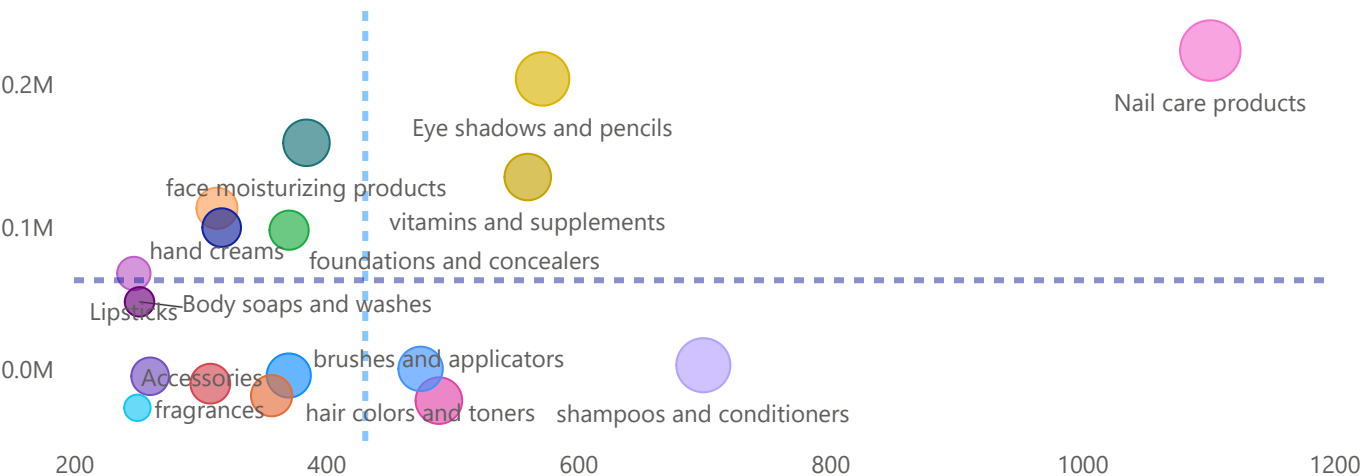 0.2M
Nail care products
Eye shadows and pencils
face moisturizing products
vitamins and supplements
0.1M
hand creams
foundations and concealers
Body soaps and washes
Lipsticks
brushes and applicators
0.0M
Accessories
fragrances
hair colors and toners
shampoos and conditioners
200 400 600 800 1000 1200